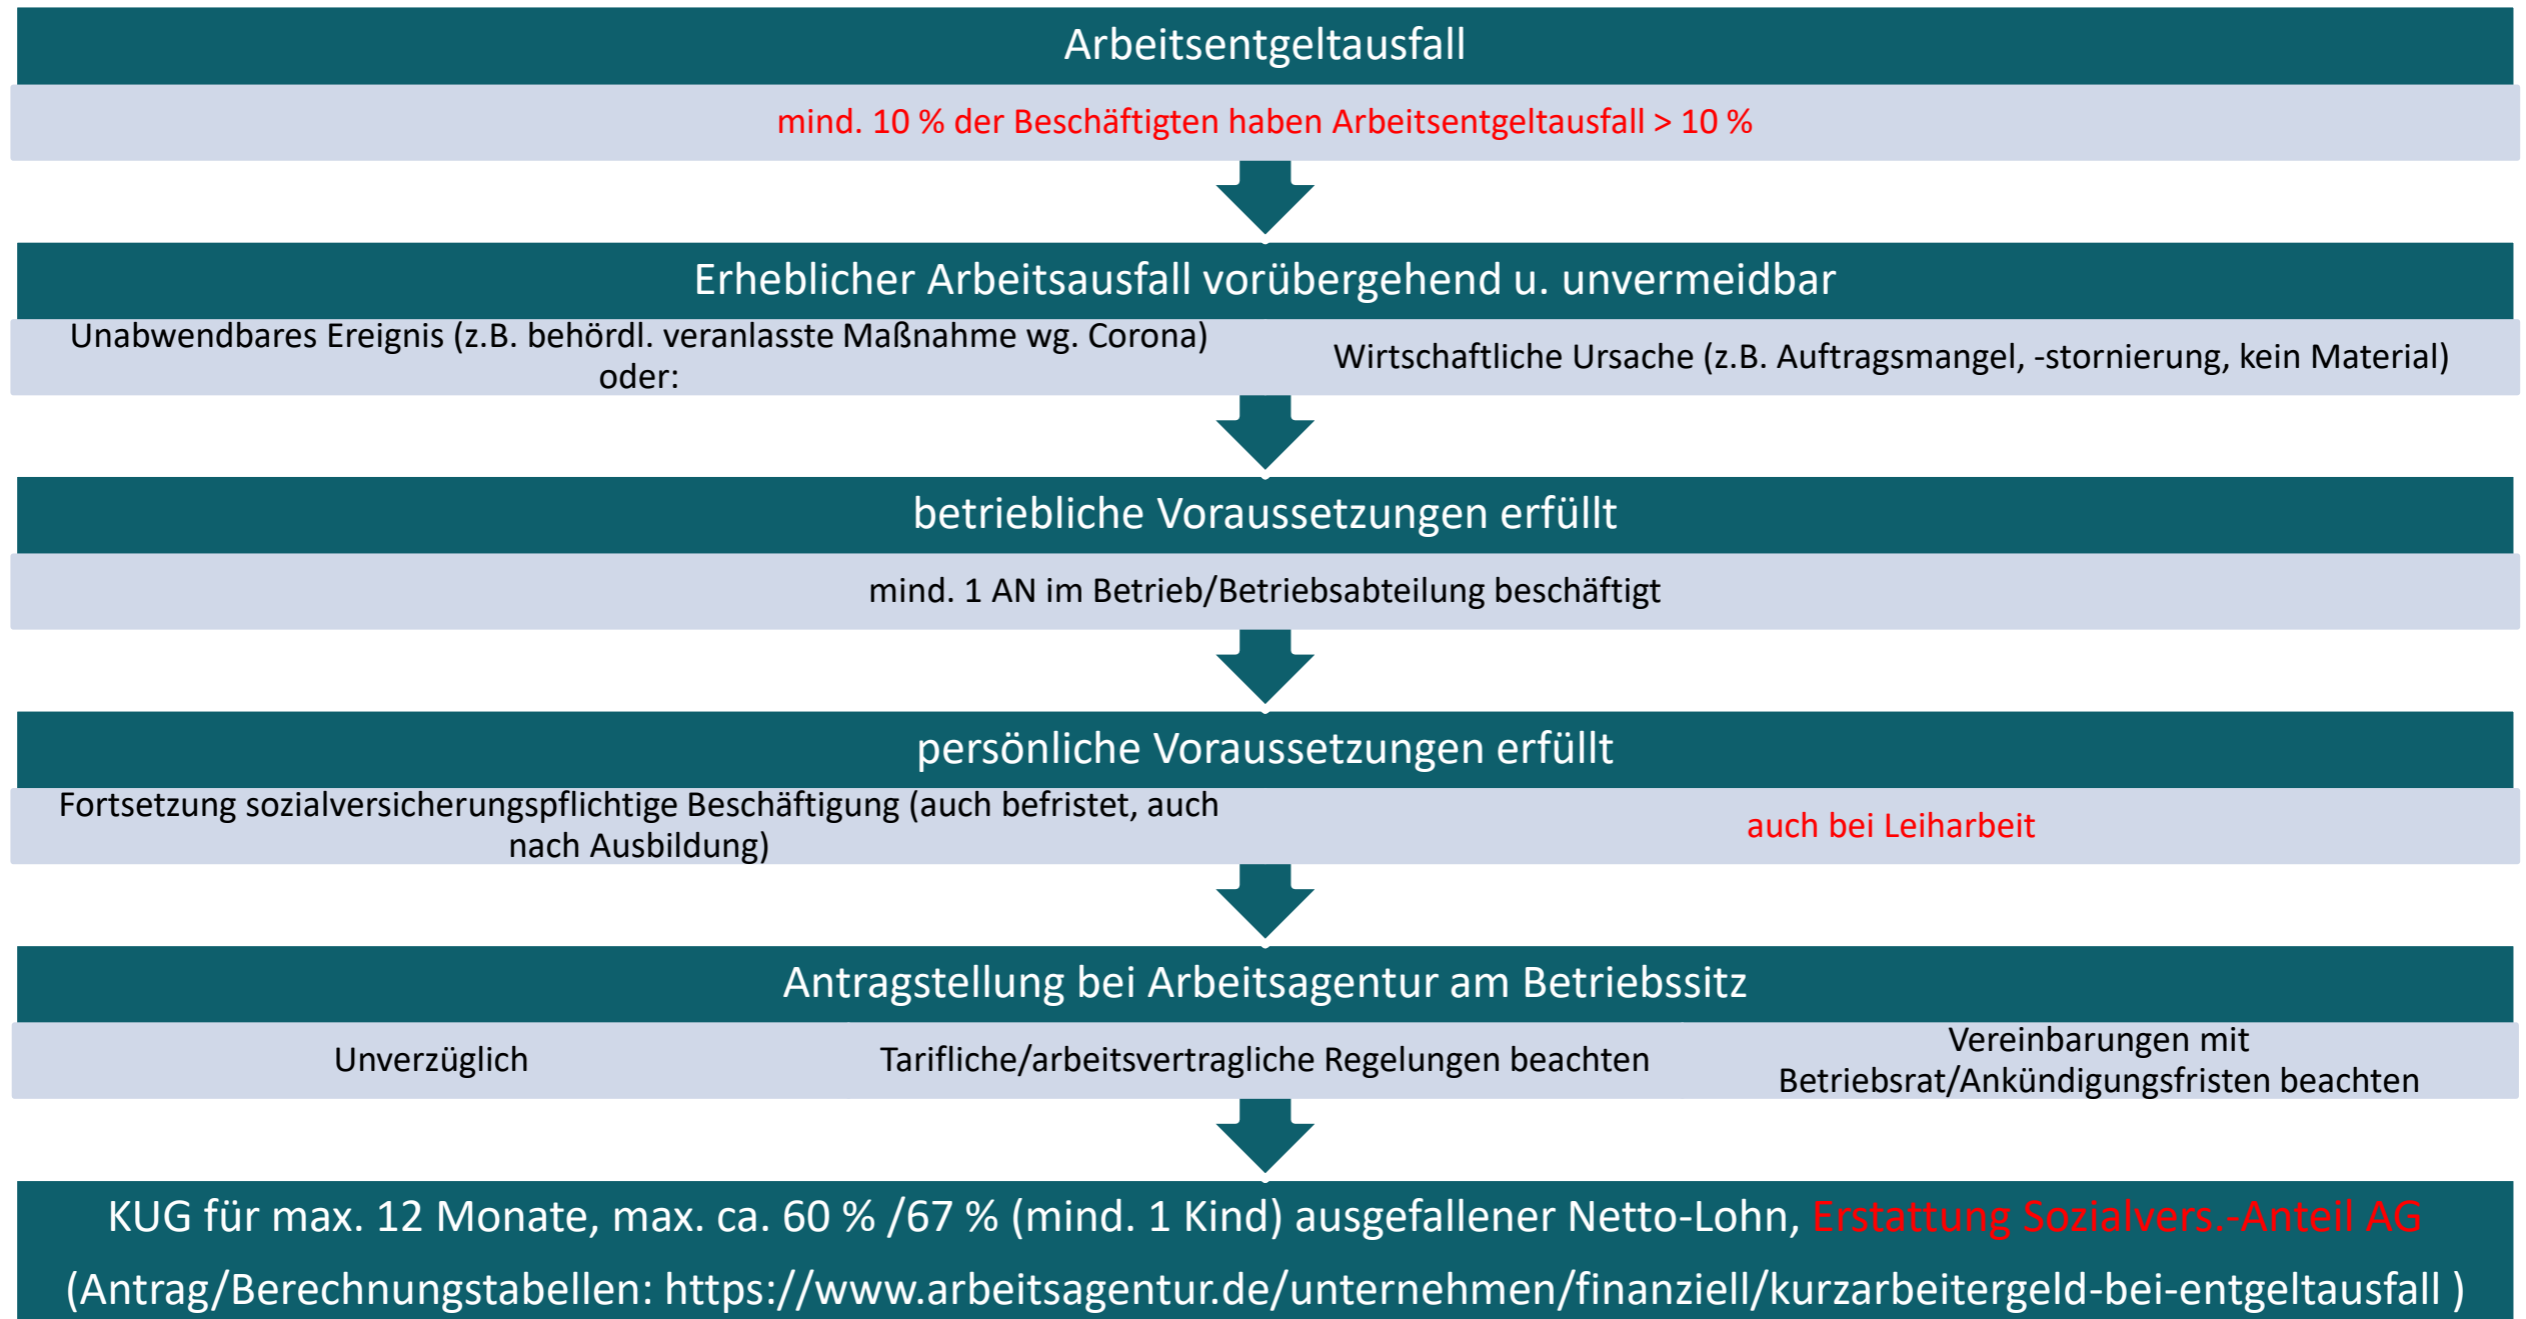 Arbeitsentgeltausfall
mind. 10 % der Beschäftigten haben Arbeitsentgeltausfall > 10 %
Erheblicher Arbeitsausfall vorübergehend u. unvermeidbar
Unabwendbares Ereignis (z.B. behördl. veranlasste Maßnahme wg. Corona)
oder:
Wirtschaftliche Ursache (z.B. Auftragsmangel, -stornierung, kein Material)
betriebliche Voraussetzungen erfüllt
mind. 1 AN im Betrieb/Betriebsabteilung beschäftigt
persönliche Voraussetzungen erfüllt
Fortsetzung sozialversicherungspflichtige Beschäftigung (auch befristet, auch
nach Ausbildung)
auch bei Leiharbeit
Antragstellung bei Arbeitsagentur am Betriebssitz
Unverzüglich
Tarifliche/arbeitsvertragliche Regelungen beachten
Vereinbarungen mit
Betriebsrat/Ankündigungsfristen beachten
KUG für max. 12 Monate, max. ca. 60 % /67 % (mind. 1 Kind) ausgefallener Netto-Lohn, Erstattung Sozialvers.-Anteil AG
(Antrag/Berechnungstabellen: https://www.arbeitsagentur.de/unternehmen/finanziell/kurzarbeitergeld-bei-entgeltausfall )